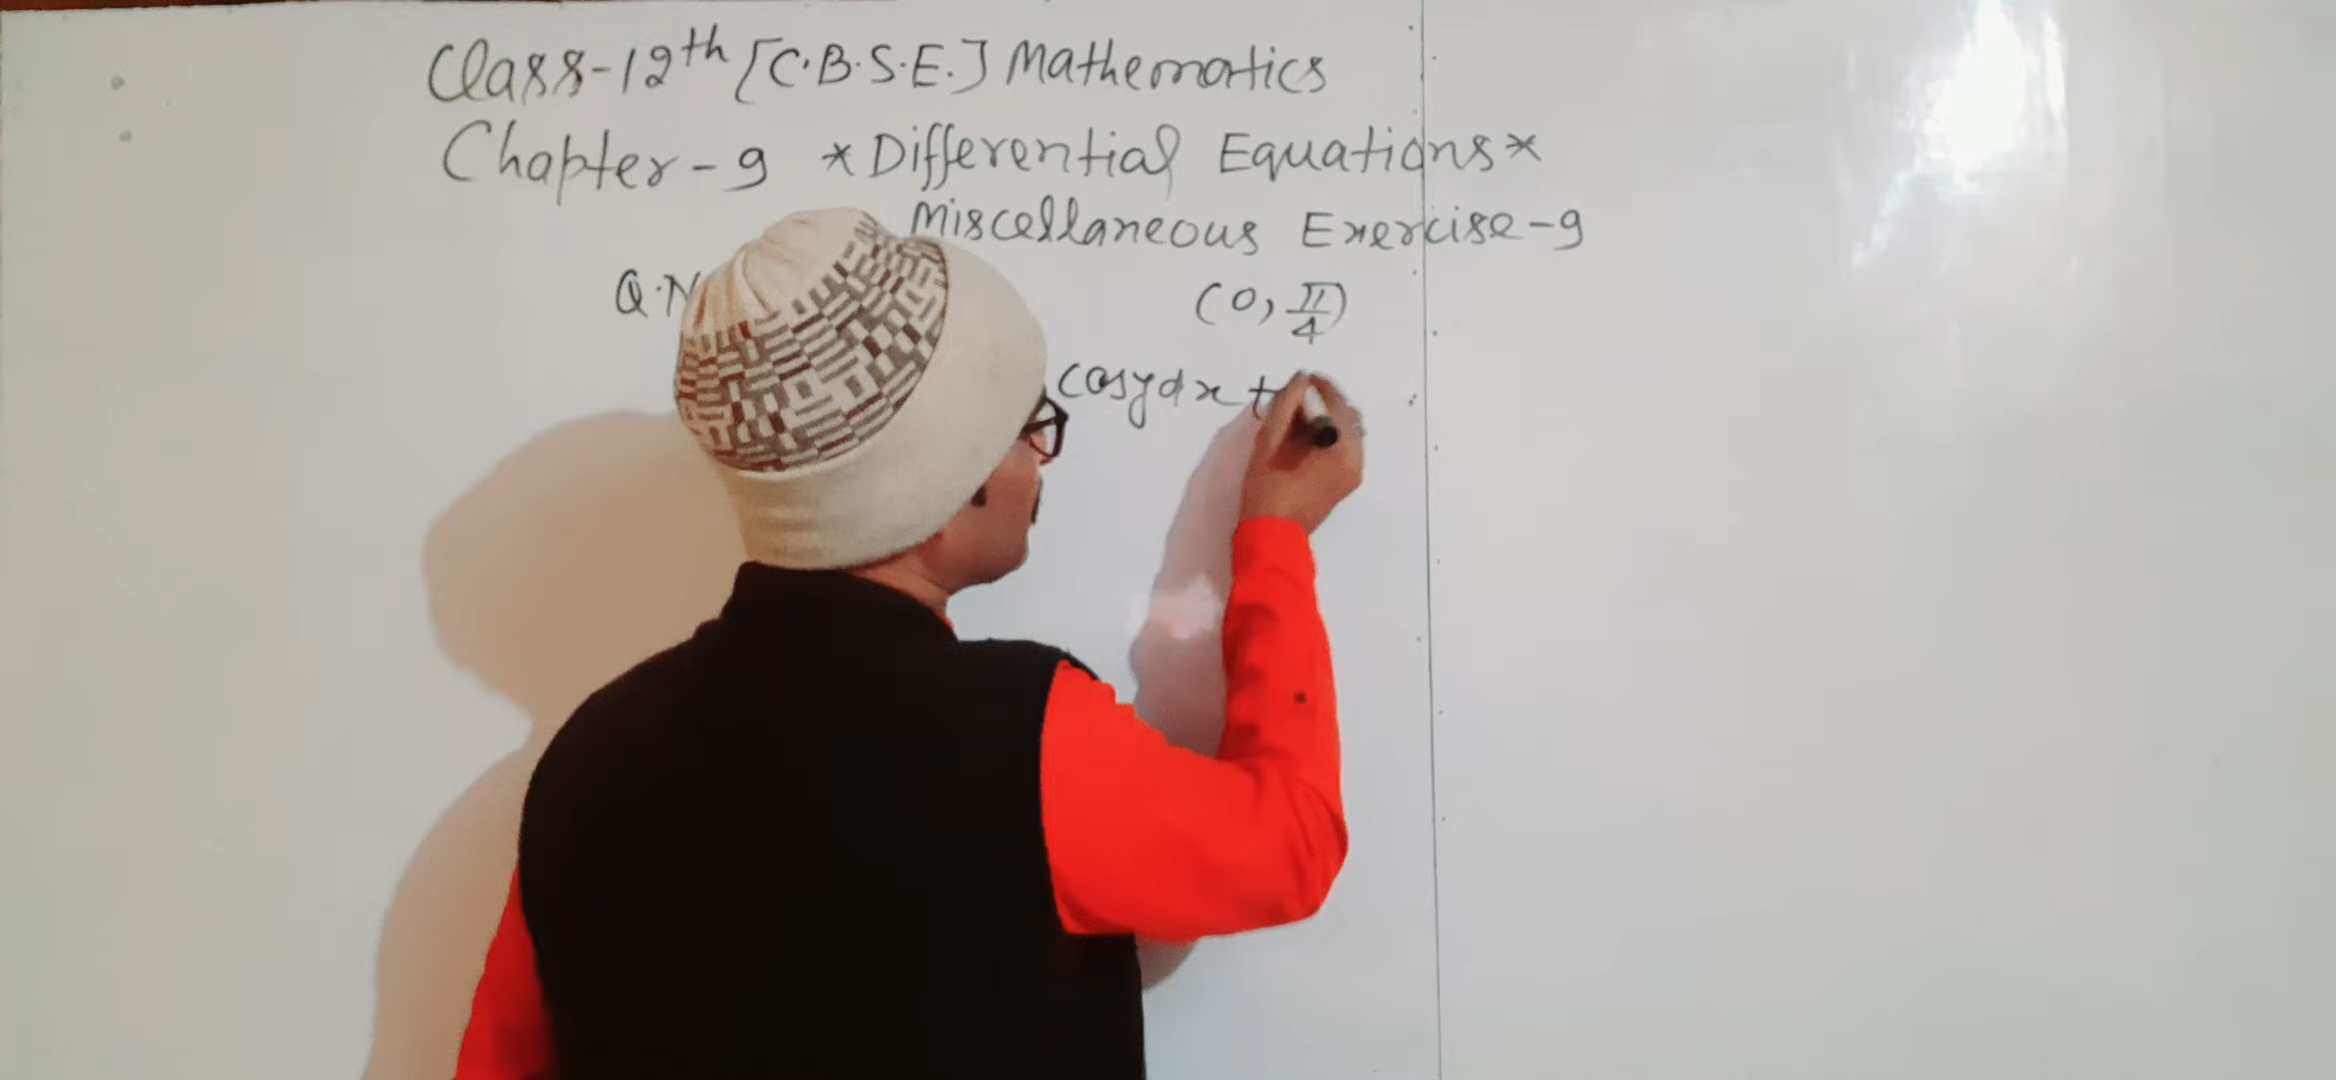 Class-12th [C.B.S.E.] Mathematics
Chapter-9 *Differential Equations*
Miscellaneous Exercise-9
Q.N
(0, π/4)
cosydx +